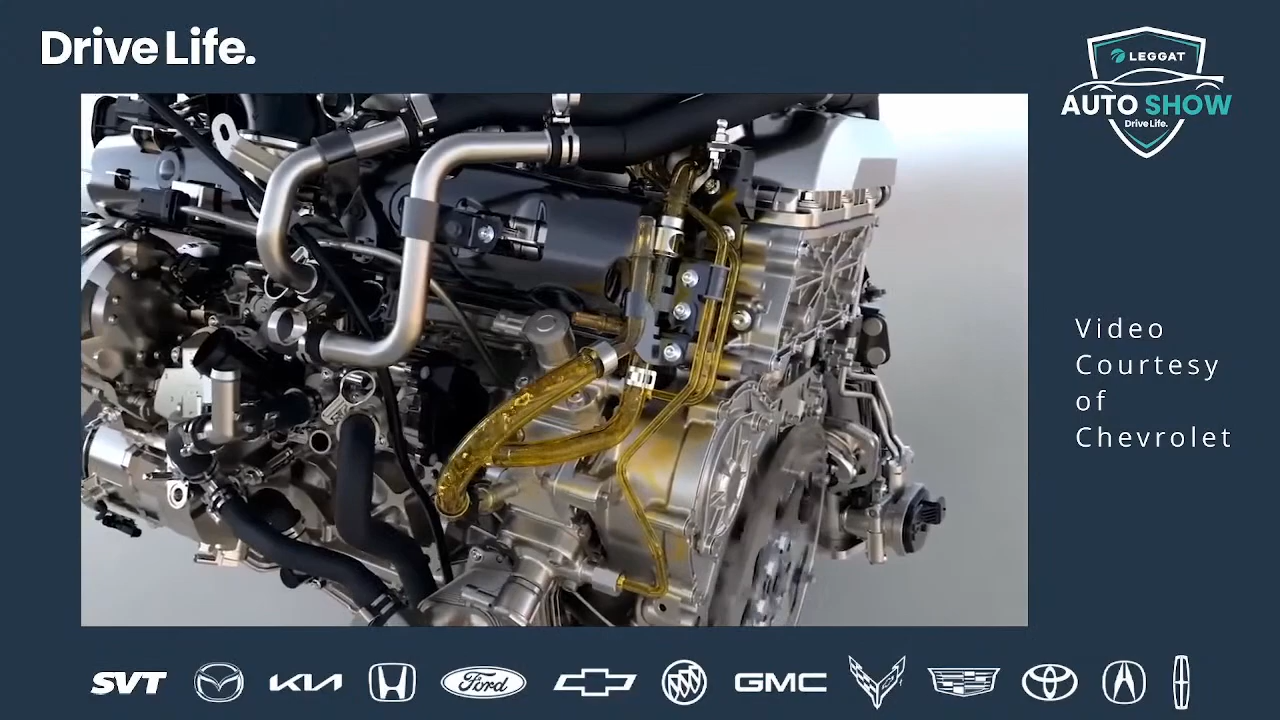 Drive Life.
LEGGAT
AUTO SHOW
Drive Life.
Video
Courtesy
of
Chevrolet
SVT
KIA
Ford
GMC